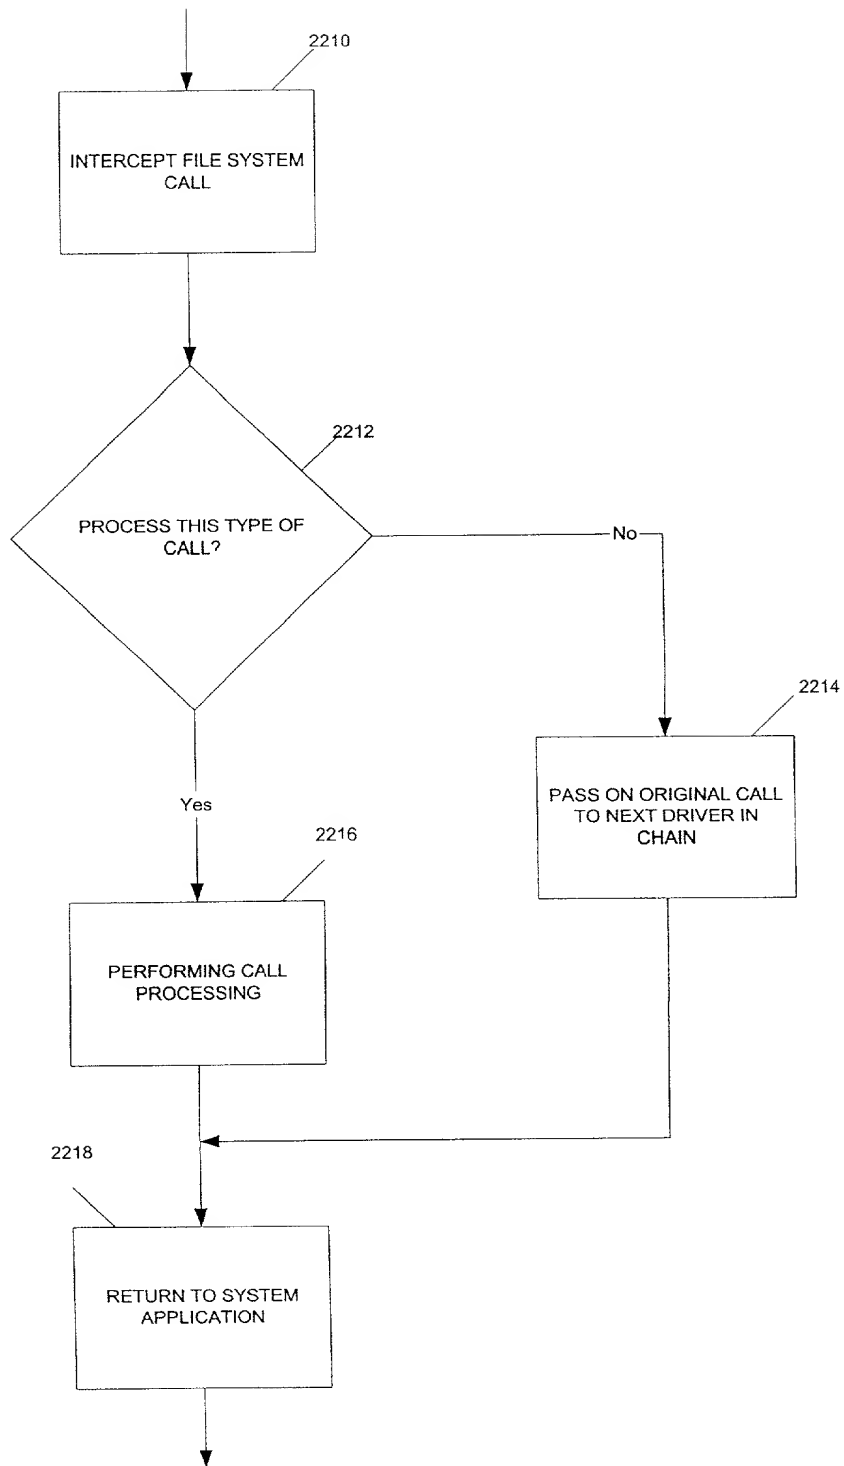 2210
INTERCEPT FILE SYSTEM
CALL
2212
PROCESS THIS TYPE OF
CALL?
No
2214
PASS ON ORIGINAL CALL
TO NEXT DRIVER IN
CHAIN
Yes
2216
PERFORMING CALL
PROCESSING
2218
RETURN TO SYSTEM
APPLICATION